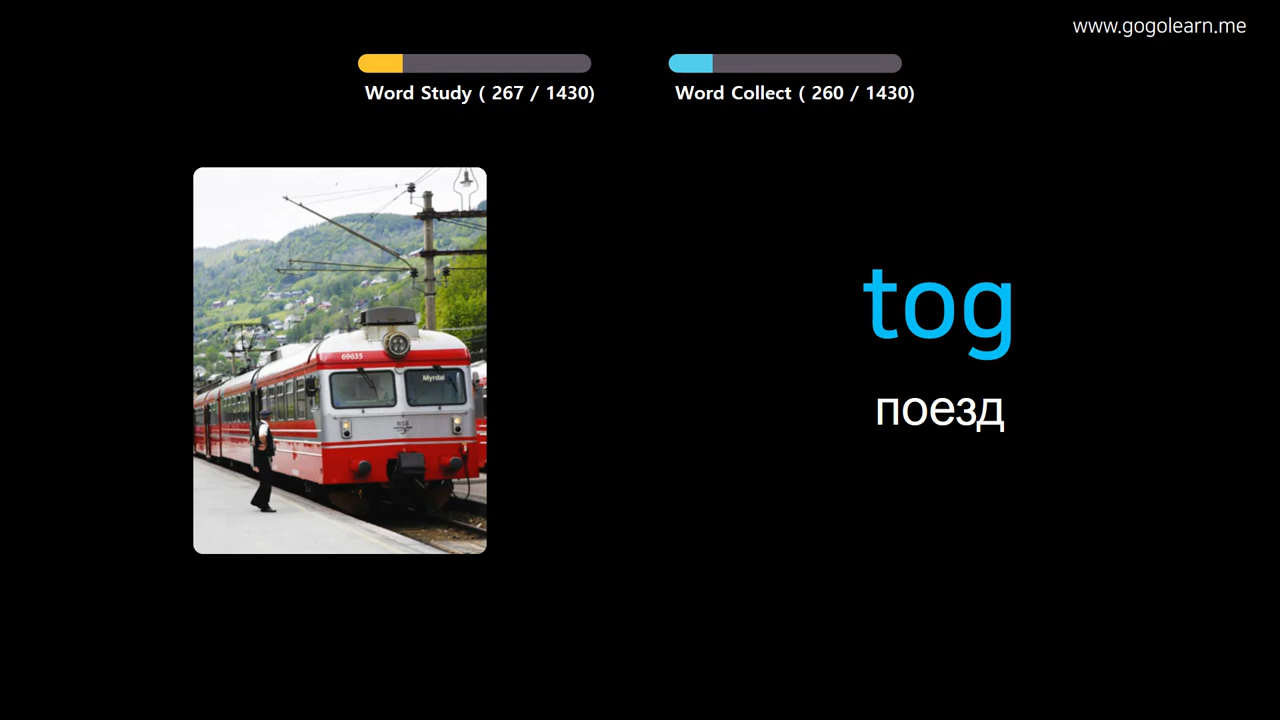 www.gogolearn.me
Word Study ( 267 / 1430)
Word Collect ( 260 / 1430)
69635
Myrdal
NSB
tog
поезд